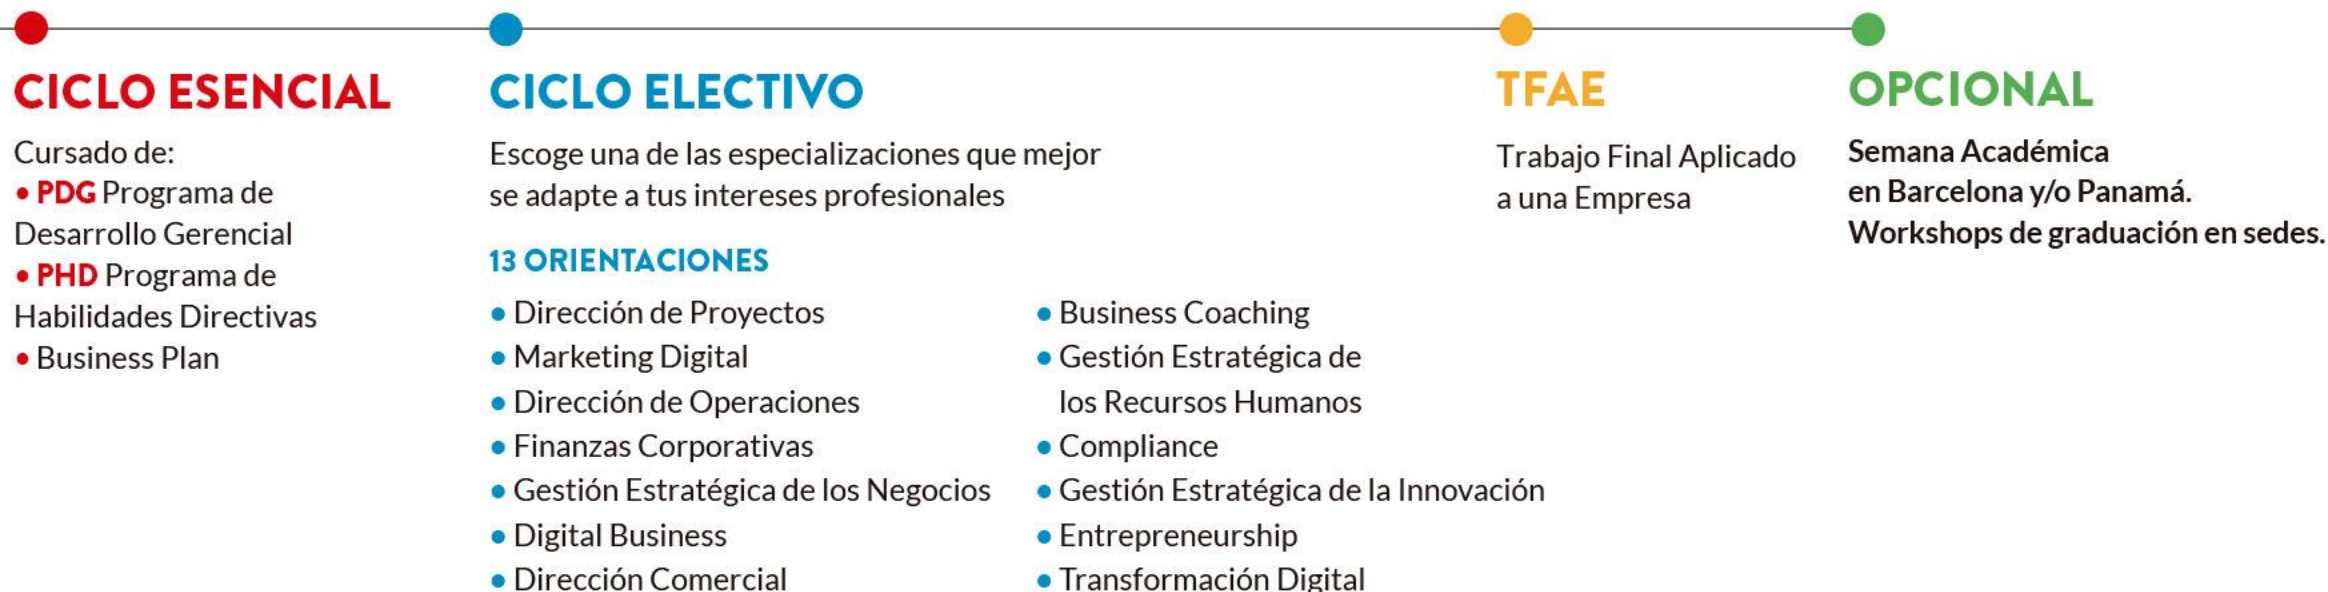 CICLO ESENCIAL
Cursado de:
• PDG Programa de
Desarrollo Gerencial
• PHD Programa de
Habilidades Directivas
• Business Plan
CICLO ELECTIVO
Escoge una de las especializaciones que mejor
se adapte a tus intereses profesionales
13 ORIENTACIONES
• Dirección de Proyectos
• Marketing Digital
• Dirección de Operaciones
• Finanzas Corporativas
• Gestión Estratégica de los Negocios
• Digital Business
• Dirección Comercial
• Business Coaching
• Gestión Estratégica de
los Recursos Humanos
• Compliance
• Gestión Estratégica de la Innovación
• Entrepreneurship
• Transformación Digital
TFAE
Trabajo Final Aplicado
a una Empresa
OPCIONAL
Semana Académica
en Barcelona y/o Panamá.
Workshops de graduación en sedes.